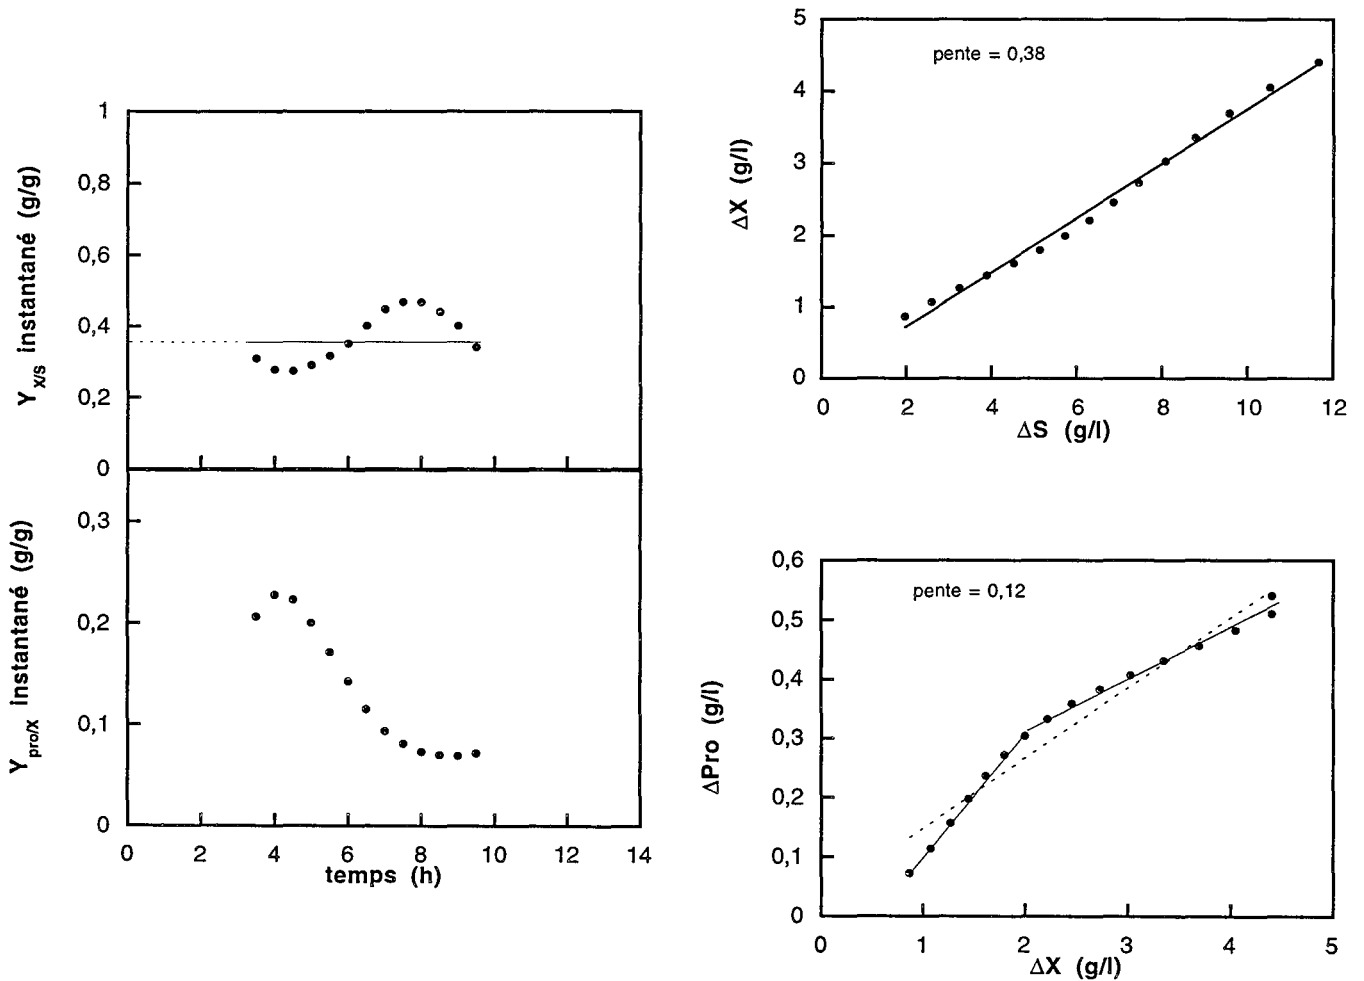 1
0,8
0,6
0,4
0,2
0
Y X/S instantané (g/g)
0,3
0,2
0,1
0
Y pro/X instantané (g/g)
0 2 4 6 8 10 12 14
temps (h)
5
4
3
2
1
0
ΔX (g/l)
pente = 0,38
0 2 4 6 8 10 12
ΔS (g/l)
0,6
0,5
0,4
0,3
0,2
0,1
0
ΔPro (g/l)
pente = 0,12
0 1 2 3 4 5
ΔX (g/l)